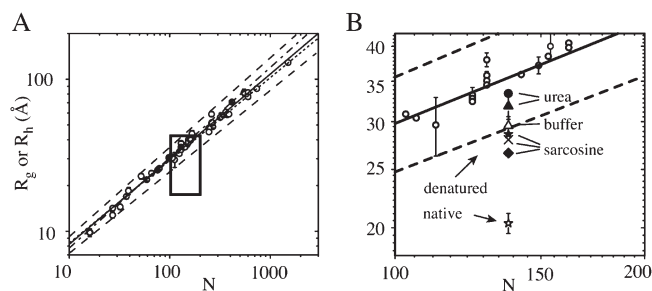 A
B
R_g or R_h (Å)
100
10
10
100
1000
N
40
35
30
25
20
urea
buffer
sarcosine
denatured
native
100
150
200
N